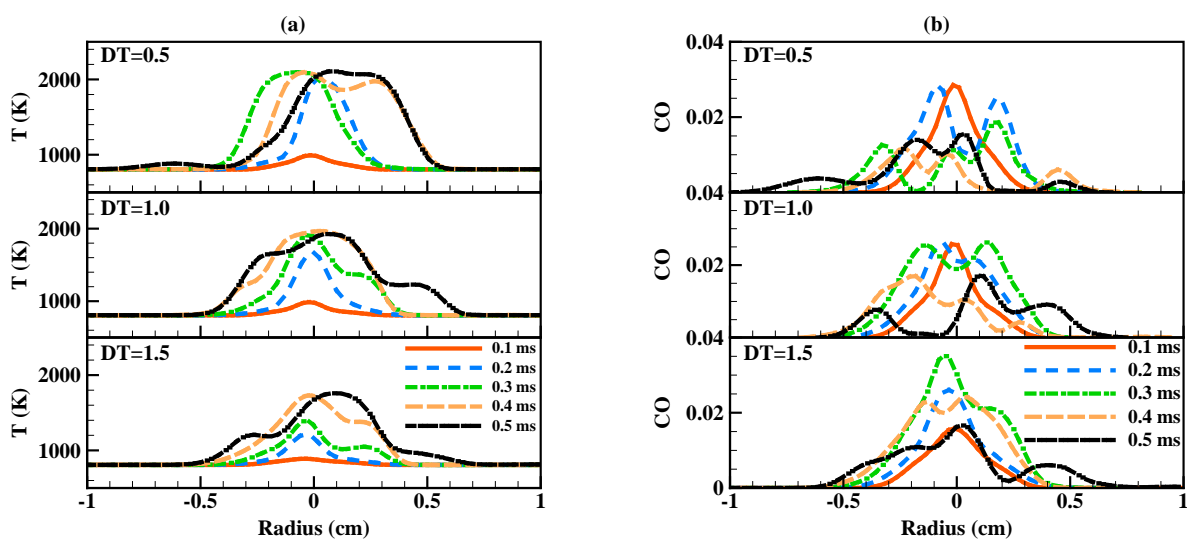 (a)
DT=0.5
2000
1000
T (K)
DT=1.0
2000
1000
T (K)
DT=1.5
2000
1000
T (K)
0.1 ms
0.2 ms
0.3 ms
0.4 ms
0.5 ms
-1
-0.5
0
0.5
1
Radius (cm)
(b)
0.04
DT=0.5
0.02
CO
0.04
DT=1.0
0.02
CO
0.04
DT=1.5
0.02
CO
0
0.1 ms
0.2 ms
0.3 ms
0.4 ms
0.5 ms
-1
-0.5
0
0.5
1
Radius (cm)